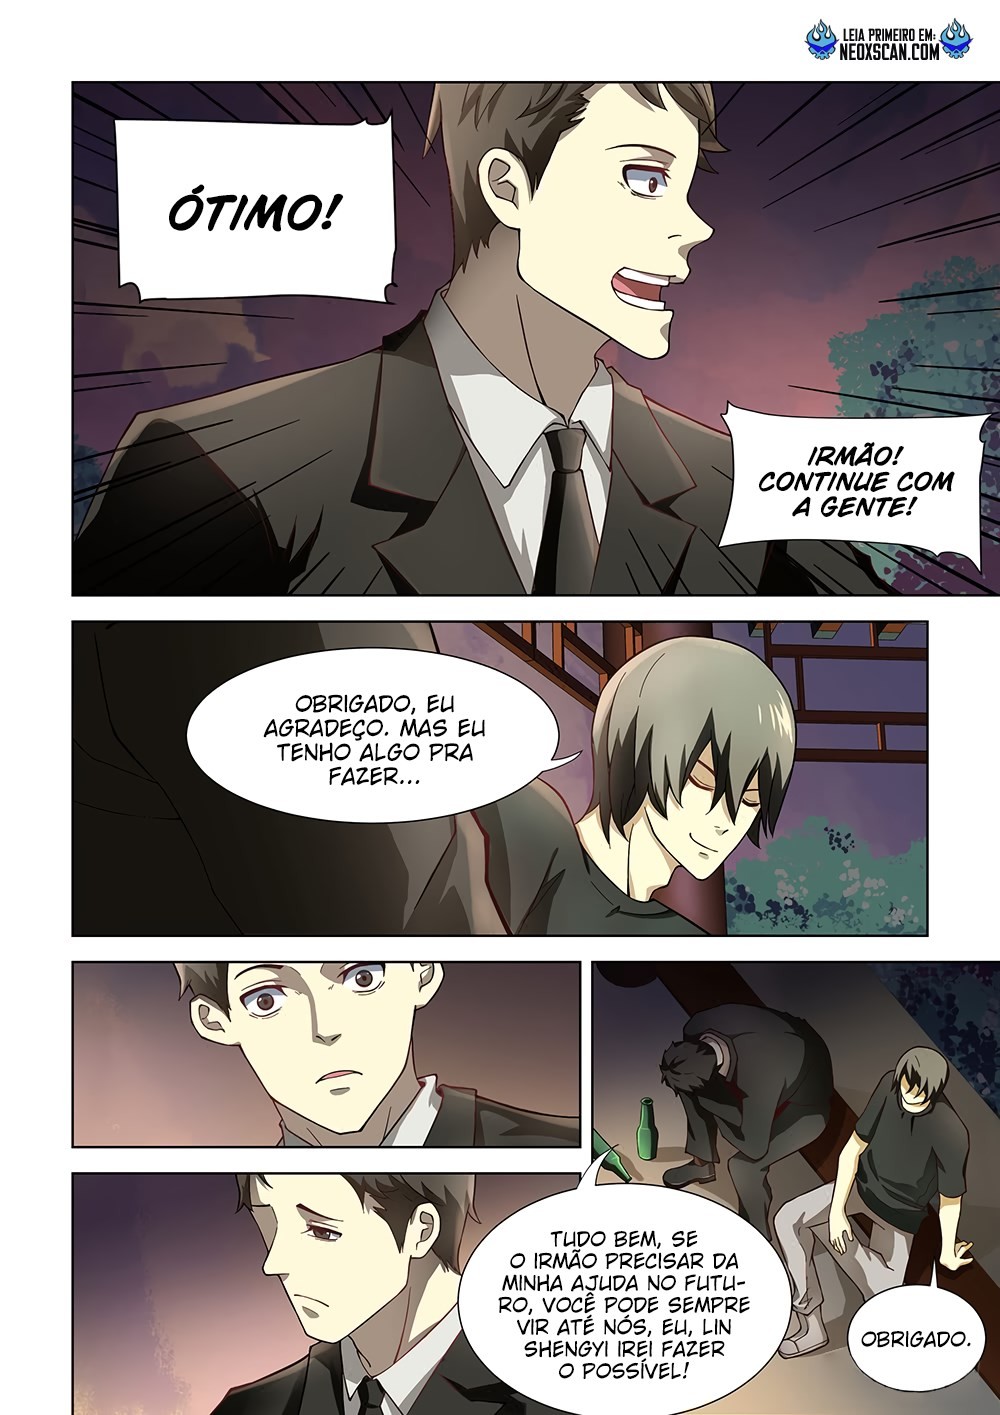 LEIA PRIMEIRO EM:
NEOXSCAN.COM
ÓTIMO!
IRMÃO!
CONTINUE COM
A GENTE!
OBRIGADO, EU
AGRADEÇO. MAS EU
TENHO ALGO PRA
FAZER...
TUDO BEM, SE
O IRMÃO PRECISAR DA
MINHA AJUDA NO FUTU-
RO, VOCÊ PODE SEMPRE
VIR ATÉ NÓS, EU, LIN
SHENGYI IREI FAZER
O POSSÍVEL!
OBRIGADO.